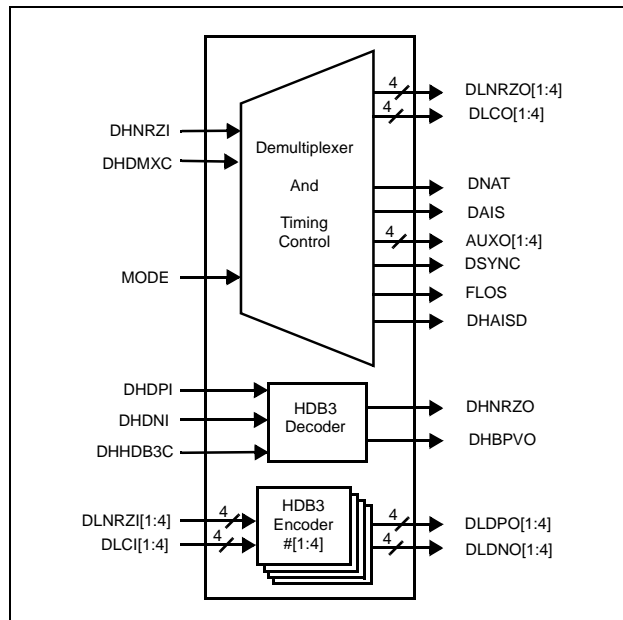 4
DLNRZO[1:4]
4
DLCO[1:4]
DHNRZI
DHDMXC
Demultiplexer
And
Timing
Control
DNAT
DAIS
4
AUXO[1:4]
MODE
DSYNC
FLOS
DHAISD
DHDPI
DHDNI
DHHDB3C
HDB3
Decoder
DHNRZO
DHBPVO
DLNRZI[1:4]
4
DLCI[1:4]
4
HDB3
Encoder
#[1:4]
4
DLDPO[1:4]
4
DLDNO[1:4]